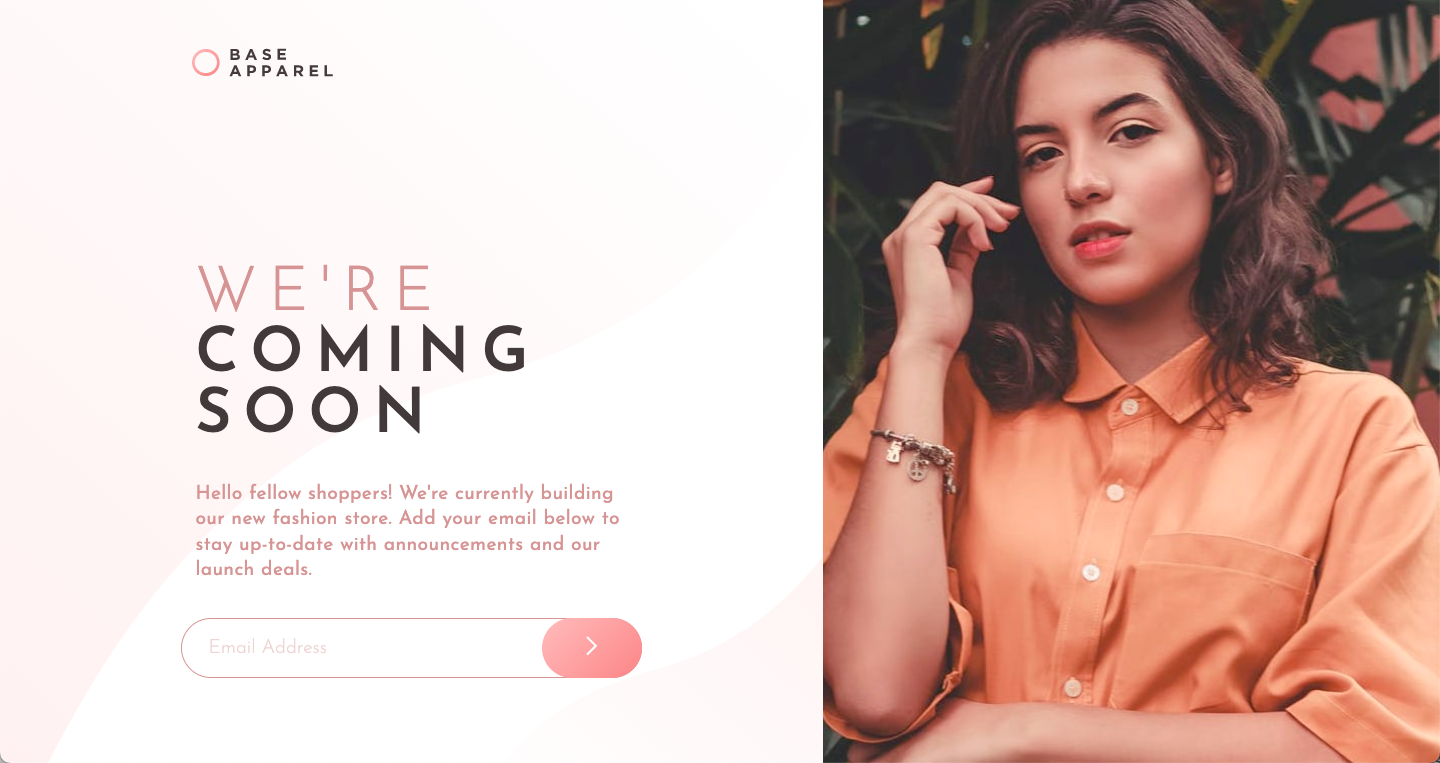 BASE
APPAREL
WE'RE
COMING
SOON
Hello fellow shoppers! We're currently building
our new fashion store. Add your email below to
stay up-to-date with announcements and our
launch deals.
Email Address